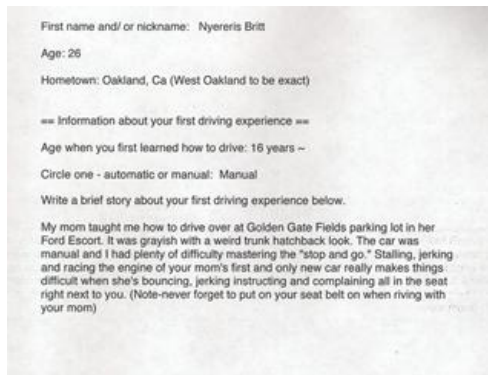 First name and/ or nickname: Nyereris Britt
Age: 26
Hometown: Oakland, Ca (West Oakland to be exact)
== Information about your first driving experience ==
Age when you first learned how to drive: 16 years ~
Circle one - automatic or manual: Manual
Write a brief story about your first driving experience below.
My mom taught me how to drive over at Golden Gate Fields parking lot in her
Ford Escort. It was grayish with a weird trunk hatchback look. The car was
manual and I had plenty of difficulty mastering the "stop and go." Stalling, jerking
and racing the engine of your mom's first and only new car really makes things
difficult when she's bouncing, jerking instructing and complaining all in the seat
right next to you. (Note-never forget to put on your seat belt on when riving with
your mom)